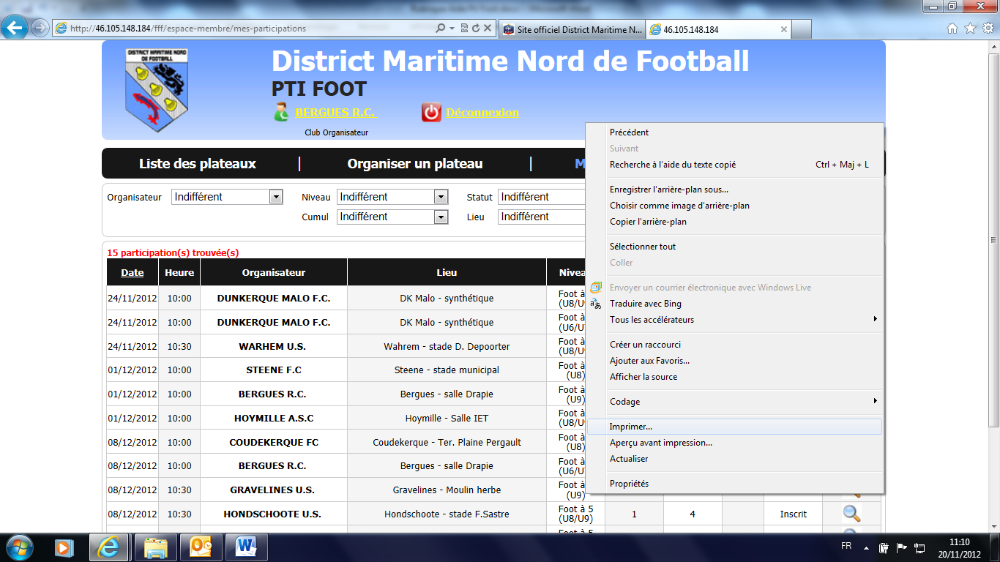 http://46.105.148.184/fff/espace-membre/mes-participations
Site officiel District Maritime N...
46.105.148.184
DISTRICT MARITIME NORD
DE FOOTBALL
District Maritime Nord de Football
PTI FOOT
BERGUES R.C.
Déconnexion
Club Organisateur
Liste des plateaux | Organiser un plateau | M
Organisateur Indifférent Niveau Indifférent Statut Indifférent
Cumul Indifférent Lieu Indifférent
15 participation(s) trouvée(s)
Date Heure Organisateur Lieu Nivea
24/11/2012 10:00 DUNKERQUE MALO F.C. DK Malo - synthétique Foot à
(U8/U9
24/11/2012 10:00 DUNKERQUE MALO F.C. DK Malo - synthétique Foot à
(U6/U
24/11/2012 10:30 WARHEM U.S. Wahrem - stade D. Depoorter Foot à
(U8/U9
01/12/2012 10:00 STEENE F.C Steene - stade municipal Foot à
(U8)
01/12/2012 10:00 BERGUES R.C. Bergues - salle Drapie Foot à
(U9)
01/12/2012 10:00 HOYMILLE A.S.C Hoymille - Salle IET Foot à
(U8/U9
08/12/2012 10:00 COUDEKERQUE FC Coudekerque - Ter. Plaine Pergault Foot à
(U8)
08/12/2012 10:00 BERGUES R.C. Bergues - salle Drapie Foot à
(U6/U
08/12/2012 10:30 GRAVELINES U.S. Gravelines - Moulin herbe Foot à
(U9)
08/12/2012 10:30 HONDSCHOOTE U.S. Hondschoote - stade F.Sastre Foot à 5
(U8/U9) 1 4 Inscrit
Précédent
Suivant
Recherche à l'aide du texte copié Ctrl + Maj + L
Enregistrer l'arrière-plan sous...
Choisir comme image d'arrière-plan
Copier l'arrière-plan
Sélectionner tout
Coller
Envoyer un courrier électronique avec Windows Live
Traduire avec Bing
Tous les accélérateurs
Créer un raccourci
Ajouter aux Favoris...
Afficher la source
Codage
Imprimer...
Aperçu avant impression...
Actualiser
Propriétés
FR
11:10
20/11/2012